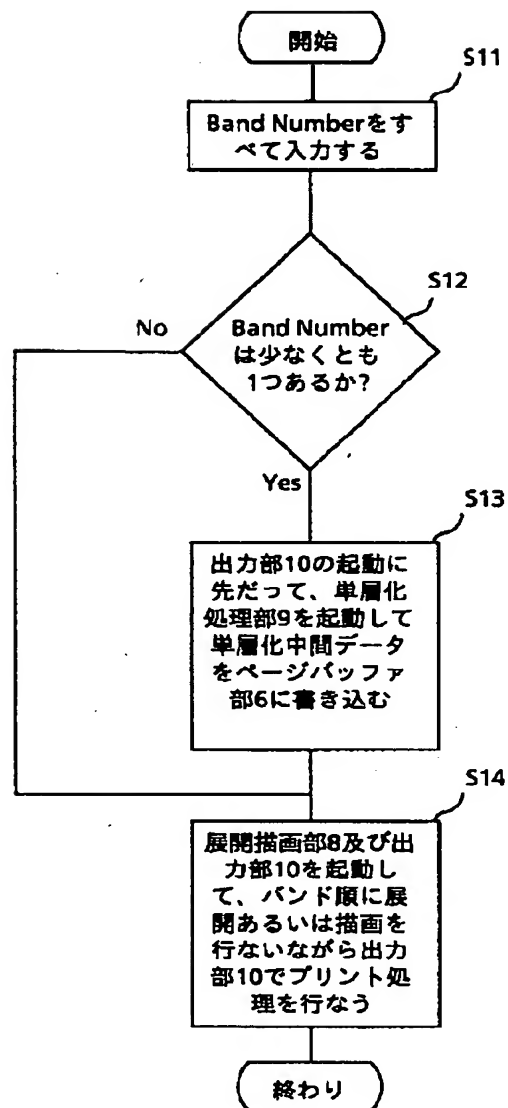 開始
S11
Band Numberをす
べて入力する
S12
No
Band Number
は少なくとも
1つあるか?
Yes
S13
出力部10の起動に
先だって、単層化
処理部9を起動して
単層化中間データ
をページバッファ
部6に書き込む
S14
展開描画部8及び出
力部10を起動し
て、バンド順に展
開あるいは描画を
行ないながら出力
部10でプリント処
理を行なう
終わり